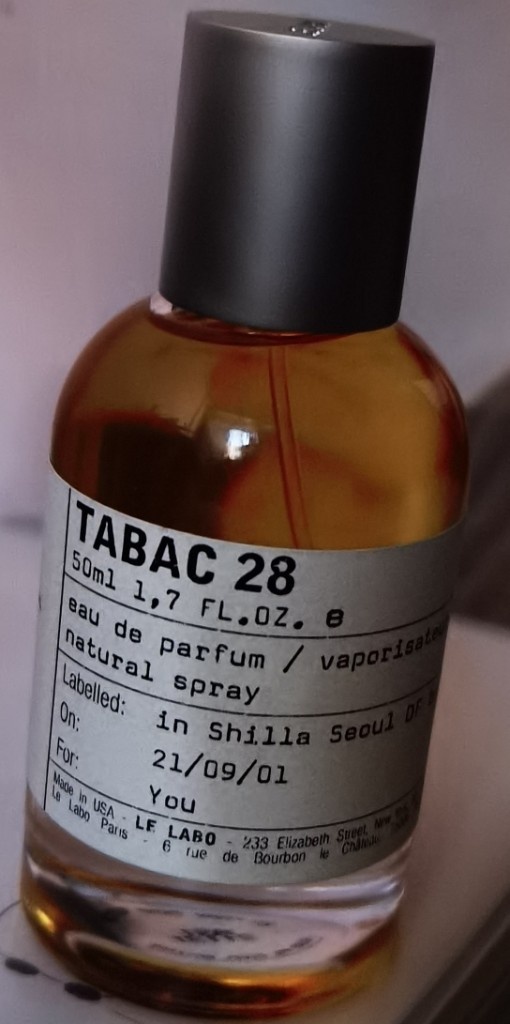 TABAC 28
50ml 1,7 FL.OZ. e
eau de parfum / vaporisate
natural spray
Labelled: in Shilla Seoul DF
On: 21/09/01
For: You
Made in USA - LE LABO - 233 Elizabeth Street, New
Le Labo Paris - 6 rue de Bourbon le Château